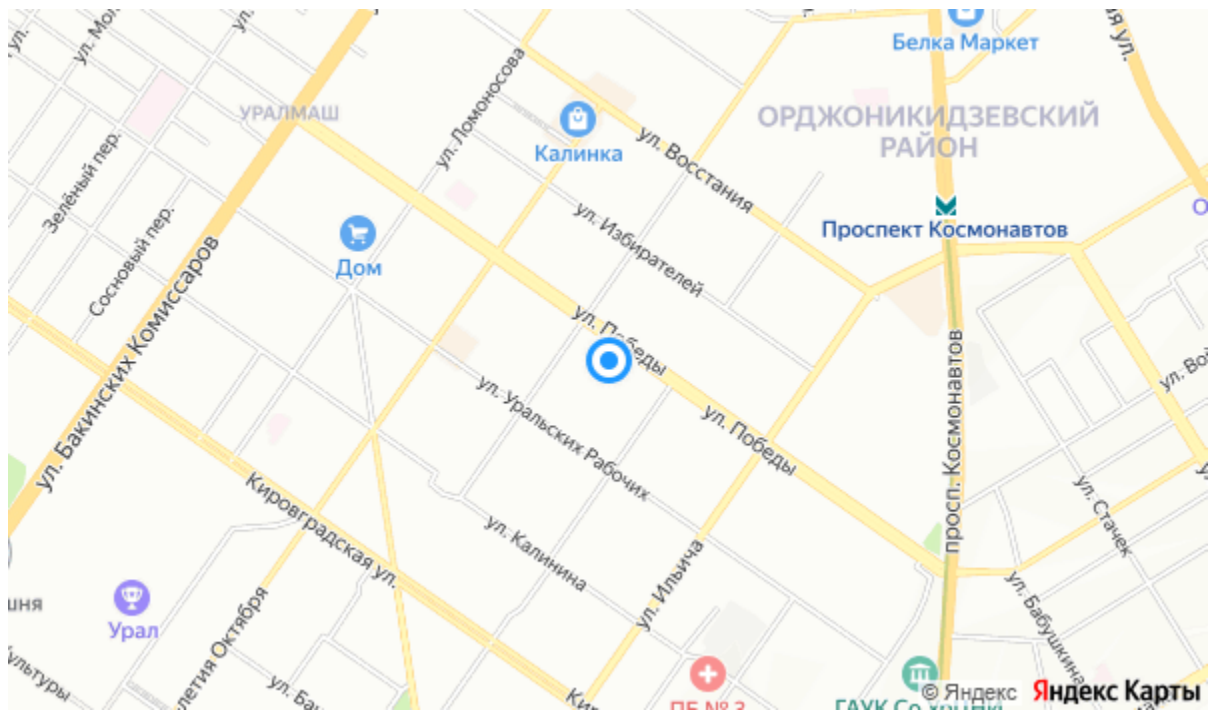 Белка Маркет
УРАЛМАШ
ул. Ломоносова
Калинка
ОРДЖОНИКИДЗЕВСКИЙ
РАЙОН
ул. Восстания
Зелёный пер.
Сосновый пер.
ул. Избирателей
Проспект Космонавтов
Дом
ул. Бакинских Комиссаров
ул. Победы
ул. Победы
ул. Уральских Рабочих
просп. Космонавтов
ул. Стачек
Кировградская ул.
ул. Калинина
ул. Ильича
ул. Бабушкина
Урал
летия Октября
ультуры
© Яндекс Яндекс Карты